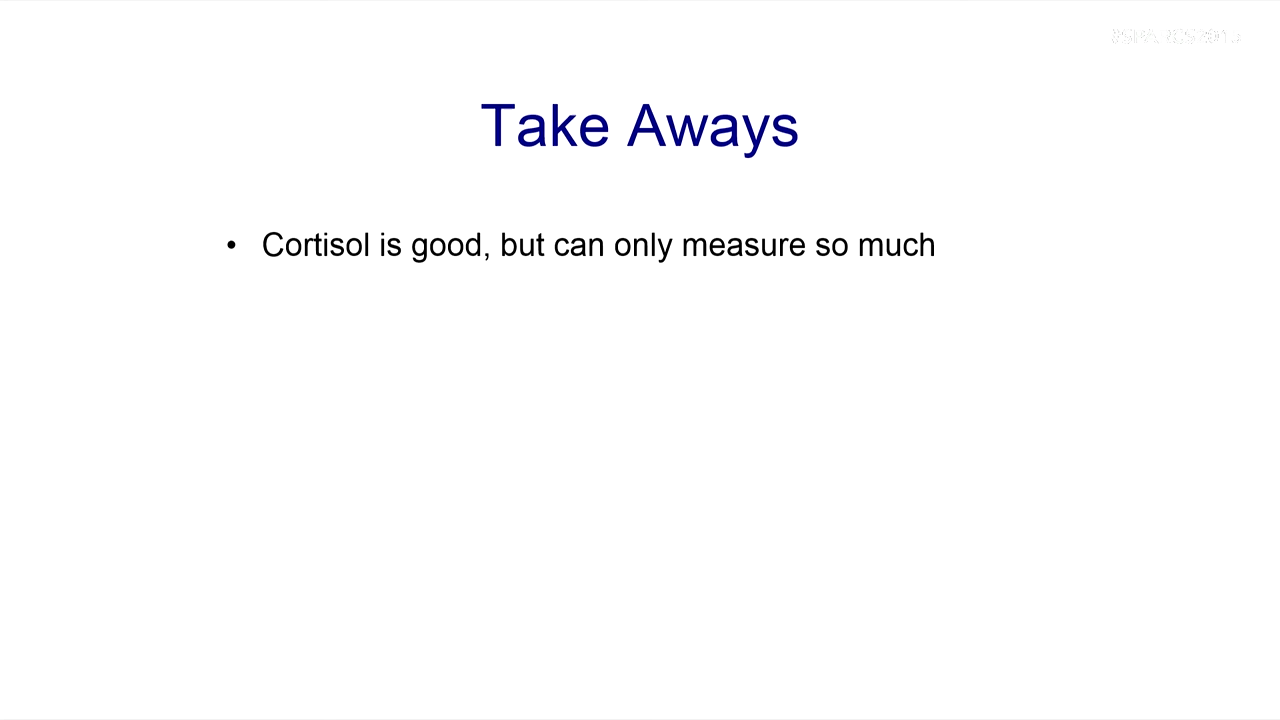 Take Aways
• Cortisol is good, but can only measure so much